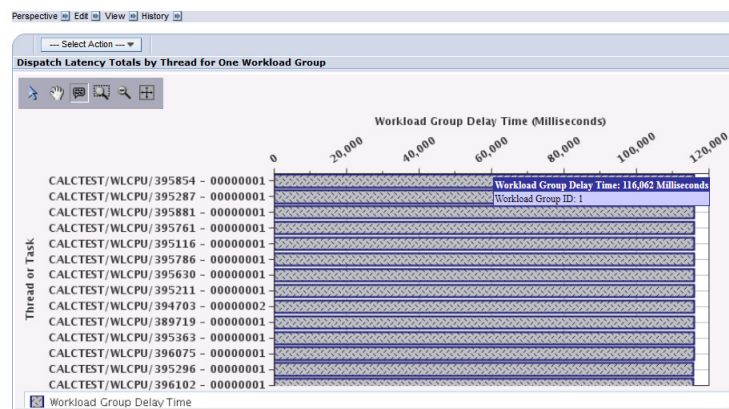 Perspective Edit View History
--- Select Action ---
Dispatch Latency Totals by Thread for One Workload Group
Workload Group Delay Time (Milliseconds)
0 20,000 40,000 60,000 80,000 100,000 120,000
Thread or Task
CALCTEST/WLCPU/395854 - 00000001
Workload Group Delay Time: 116,062 Milliseconds
CALCTEST/WLCPU/395287 - 00000001
Workload Group ID: 1
CALCTEST/WLCPU/395881 - 00000001
CALCTEST/WLCPU/395761 - 00000001
CALCTEST/WLCPU/395116 - 00000001
CALCTEST/WLCPU/395786 - 00000001
CALCTEST/WLCPU/395630 - 00000001
CALCTEST/WLCPU/395211 - 00000001
CALCTEST/WLCPU/394703 - 00000002
CALCTEST/WLCPU/389719 - 00000001
CALCTEST/WLCPU/395363 - 00000001
CALCTEST/WLCPU/396075 - 00000001
CALCTEST/WLCPU/395296 - 00000001
CALCTEST/WLCPU/396102 - 00000001
Workload Group Delay Time